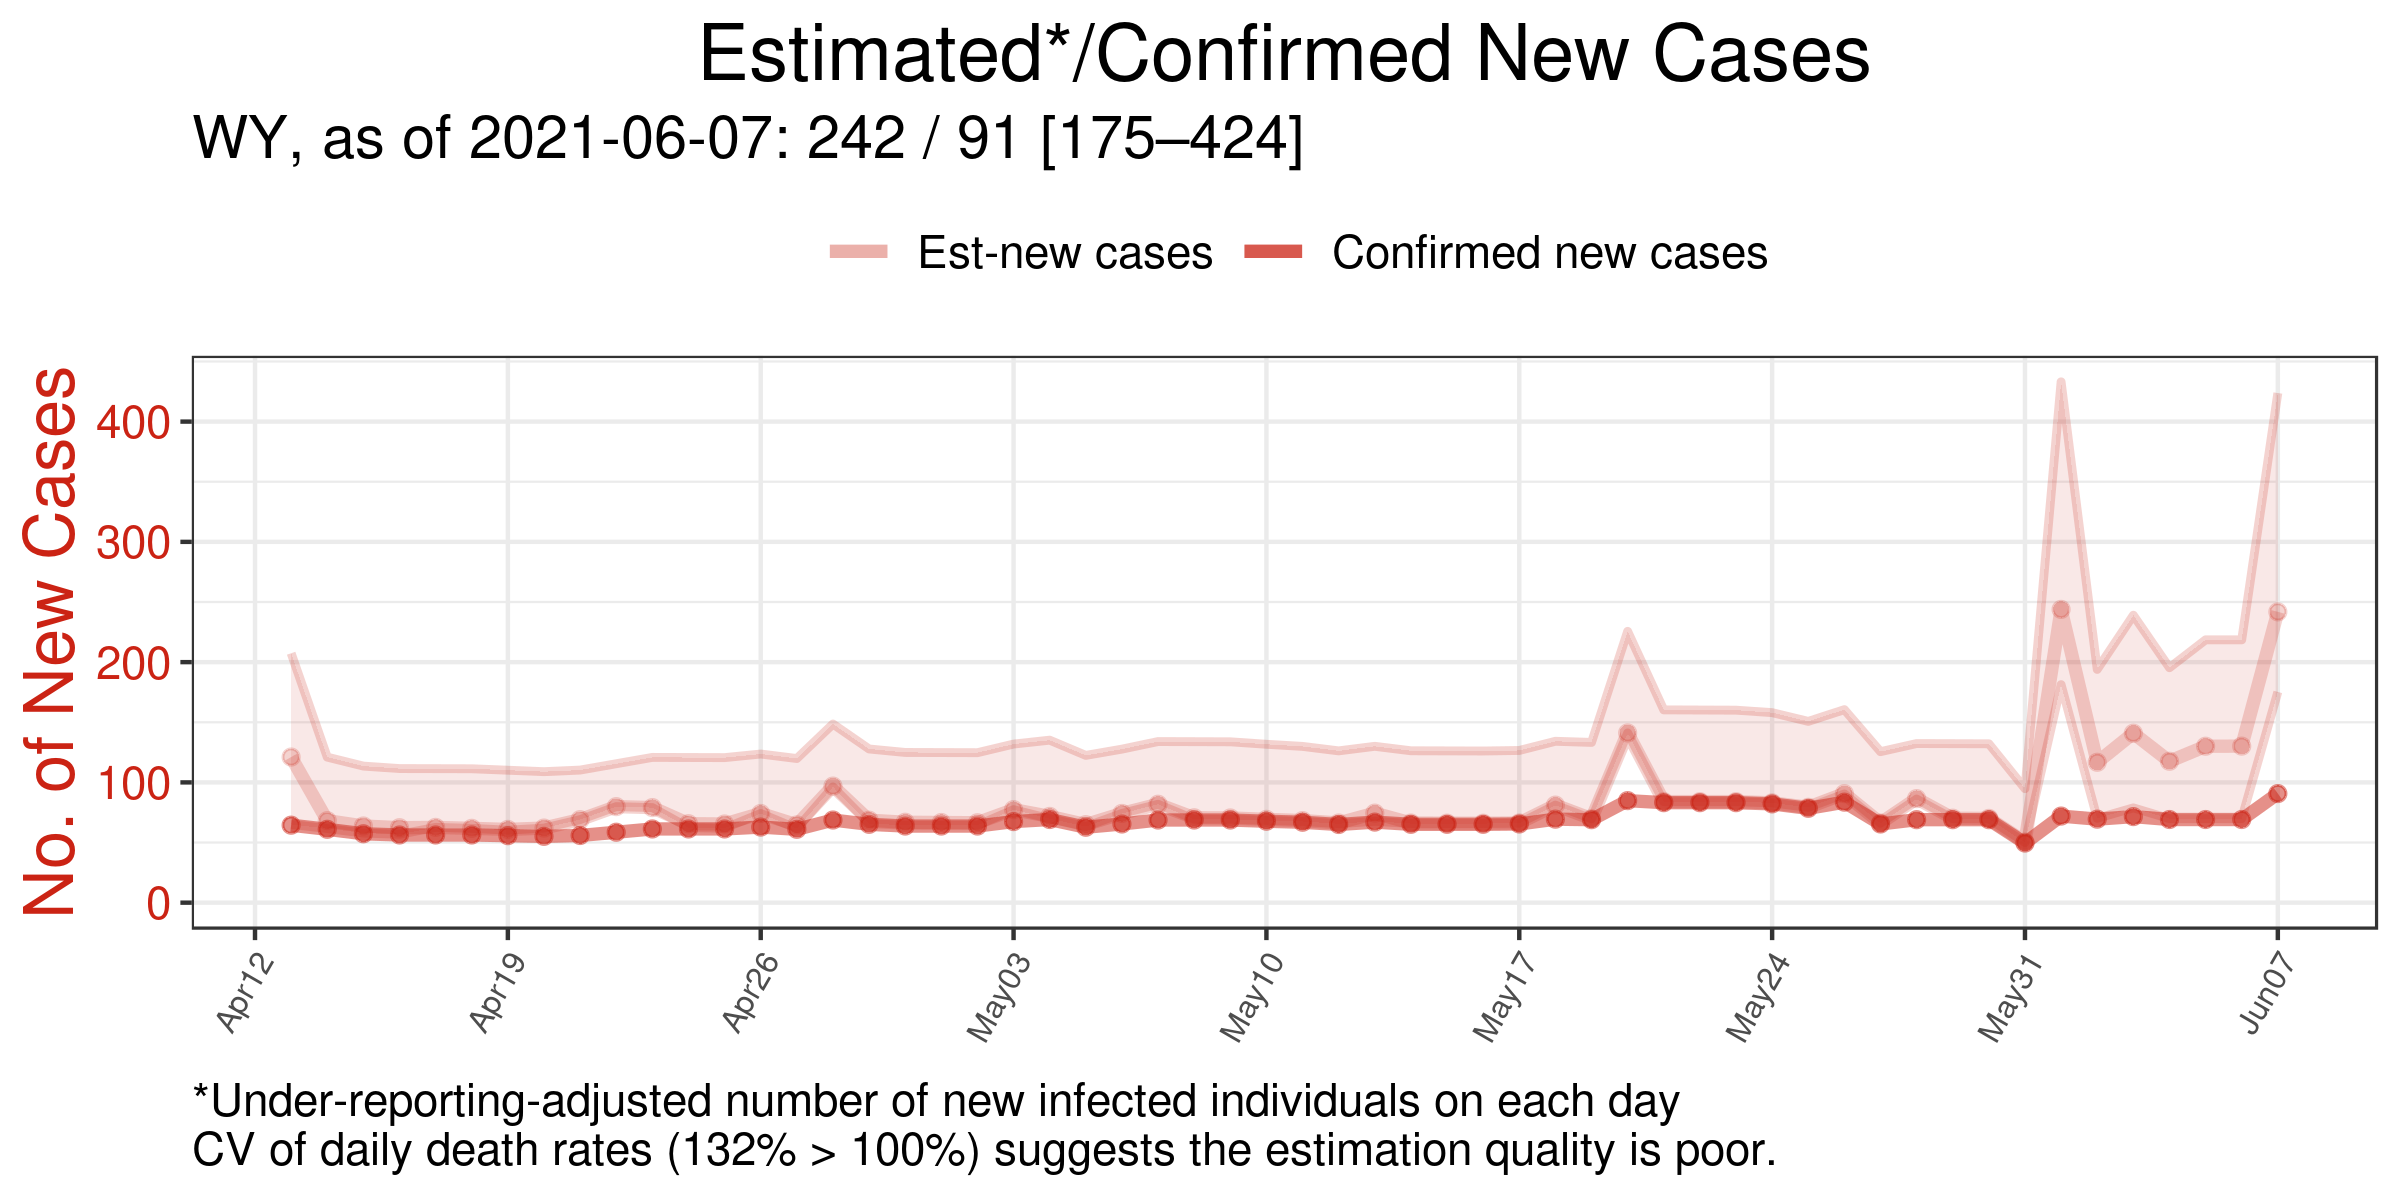 Estimated*/Confirmed New Cases
WY, as of 2021-06-07: 242 / 91 [175–424]
Est-new cases
Confirmed new cases
No. of New Cases
400
300
200
100
0
Apr12
Apr19
Apr26
May03
May10
May17
May24
May31
Jun07
*Under-reporting-adjusted number of new infected individuals on each day
CV of daily death rates (132% > 100%) suggests the estimation quality is poor.